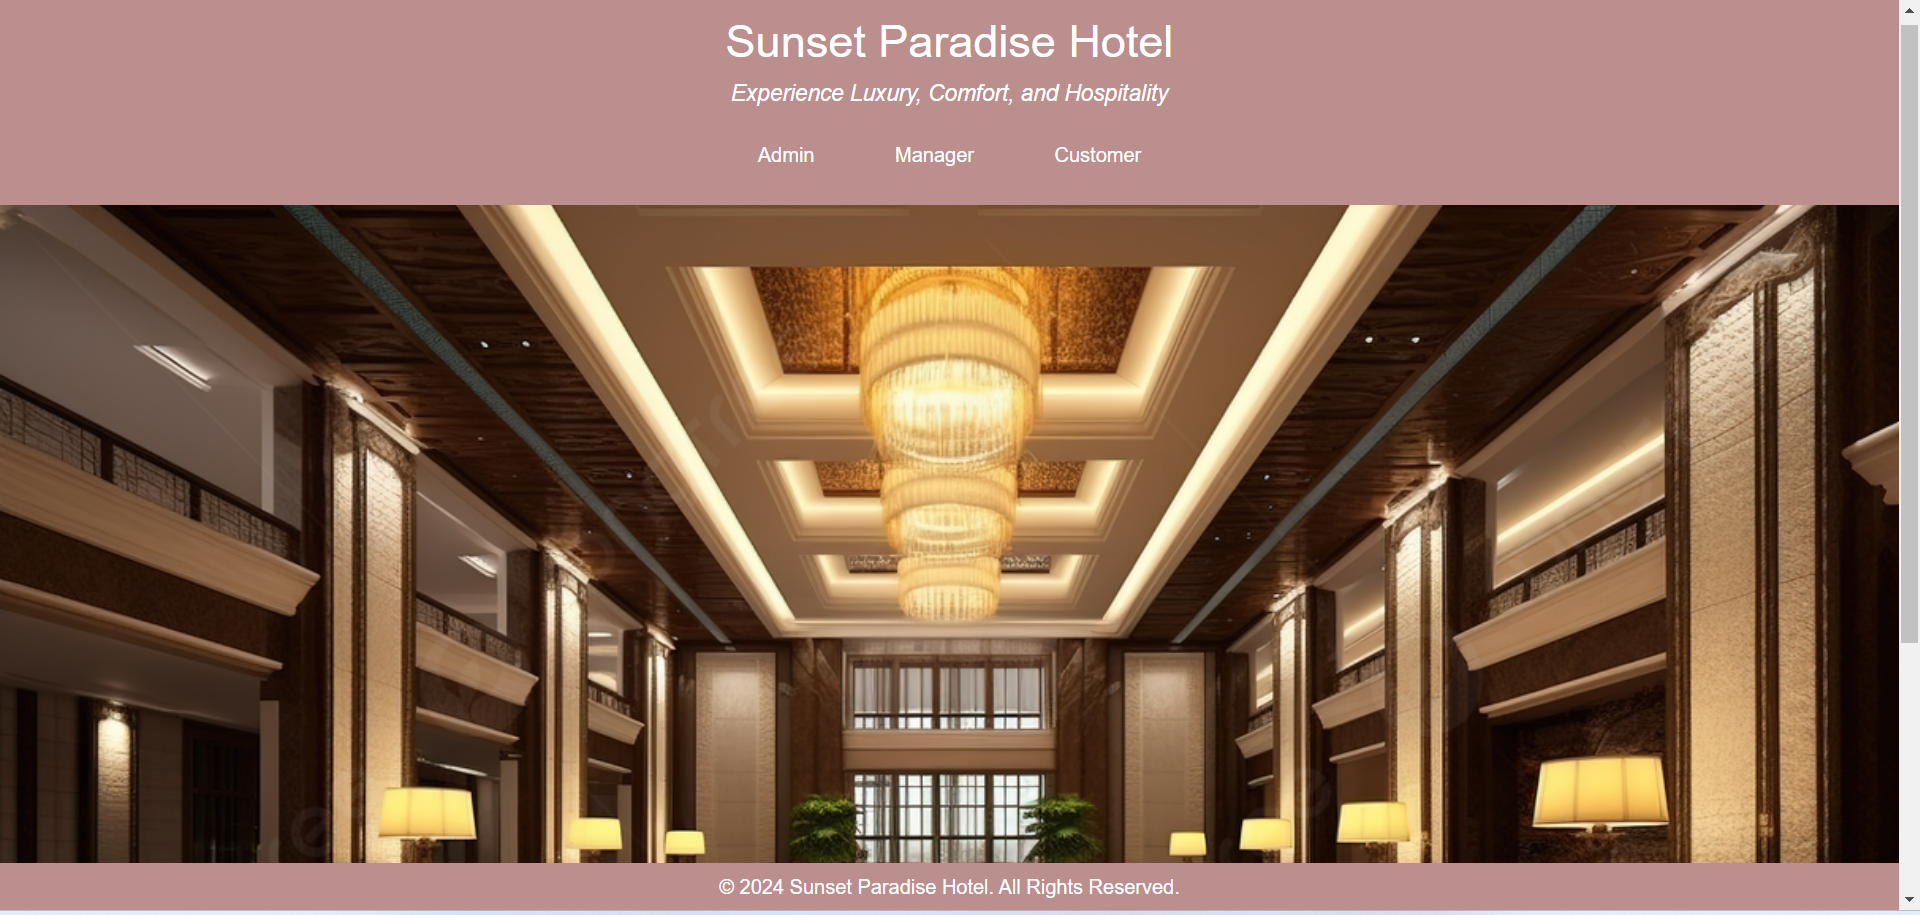 Sunset Paradise Hotel
Experience Luxury, Comfort, and Hospitality
Admin Manager Customer
© 2024 Sunset Paradise Hotel. All Rights Reserved.